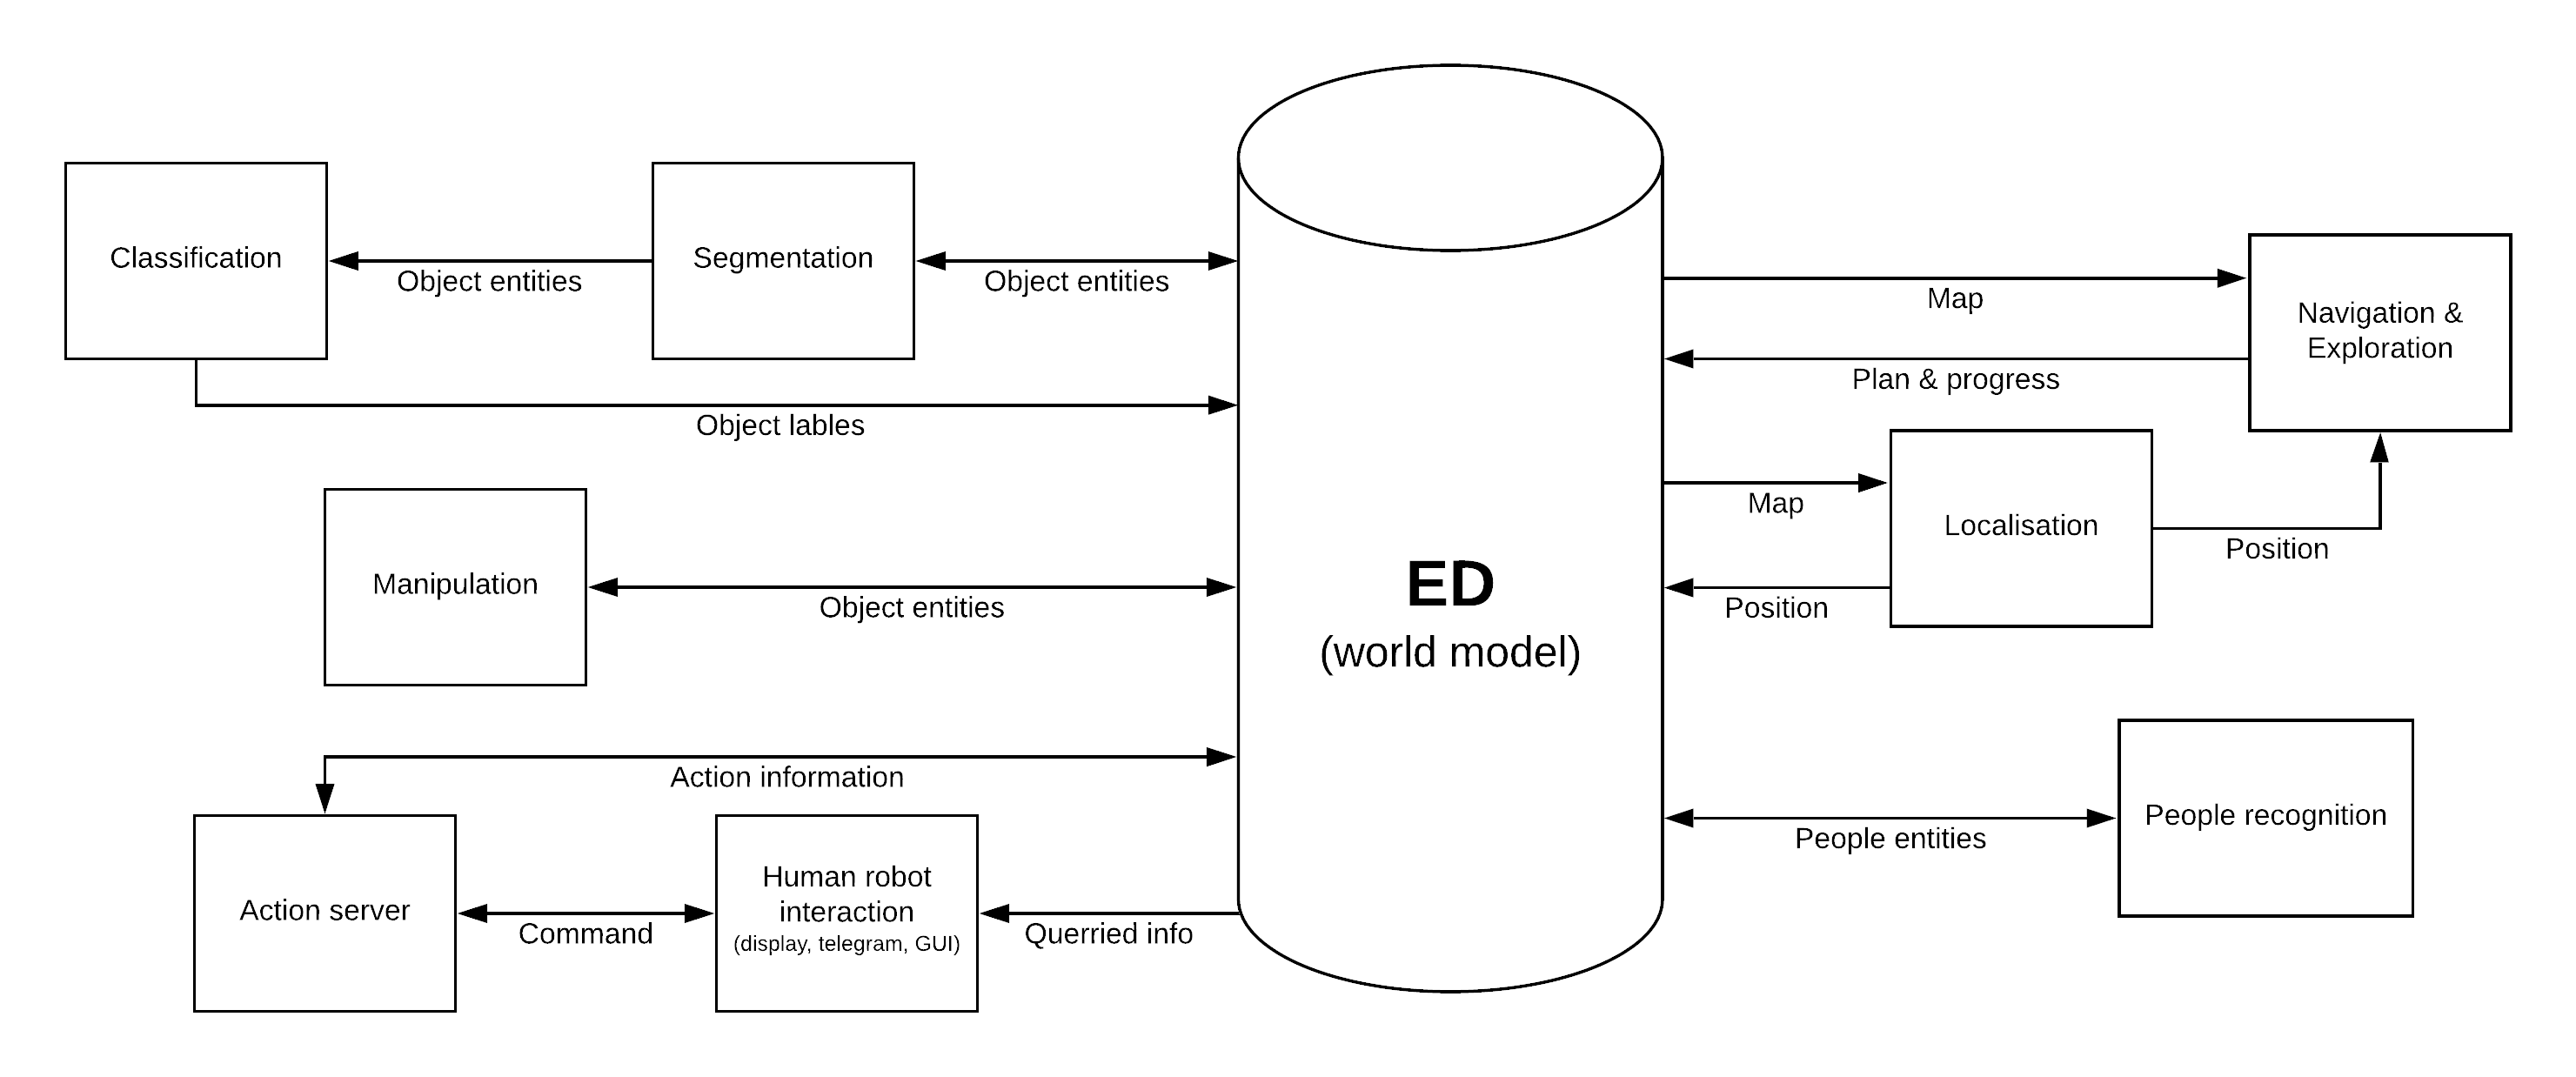 Classification
Object entities
Segmentation
Object entities
Object lables
Manipulation
Object entities
Action information
Action server
Command
Human robot
interaction
(display, telegram, GUI)
Querried info
ED
(world model)
Map
Navigation &
Exploration
Plan & progress
Map
Localisation
Position
Position
People entities
People recognition